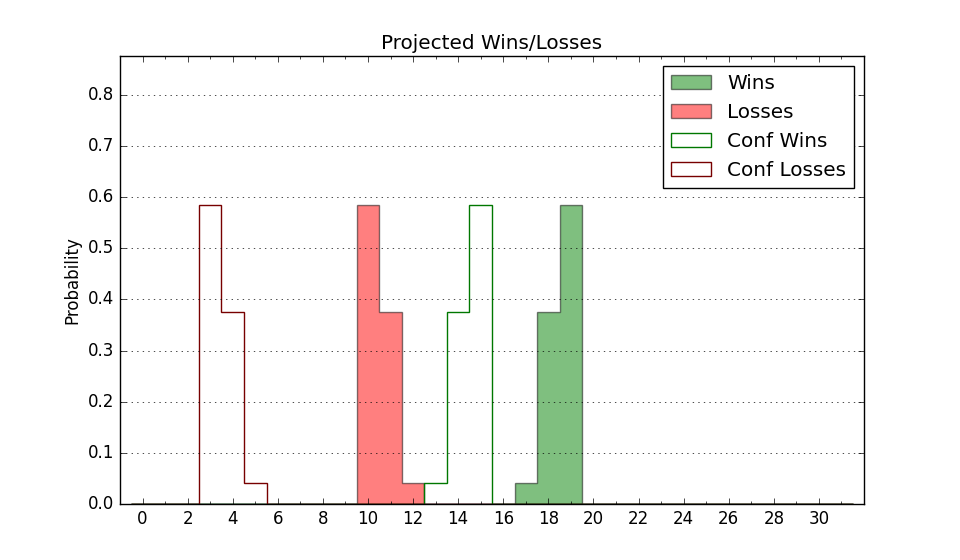 Projected Wins/Losses
Wins
Losses
Conf Wins
Conf Losses
Probability
0.8
0.7
0.6
0.5
0.4
0.3
0.2
0.1
0.0
0 2 4 6 8 10 12 14 16 18 20 22 24 26 28 30